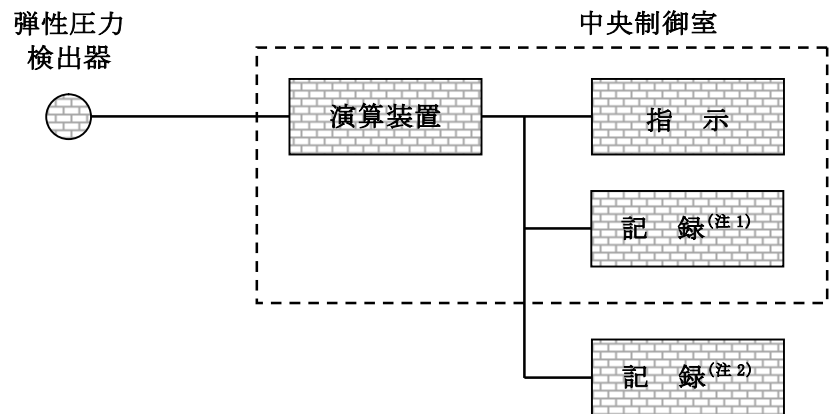 弾性圧力
検出器
中央制御室
演算装置
指　示
記　録(注1)
記　録(注2)